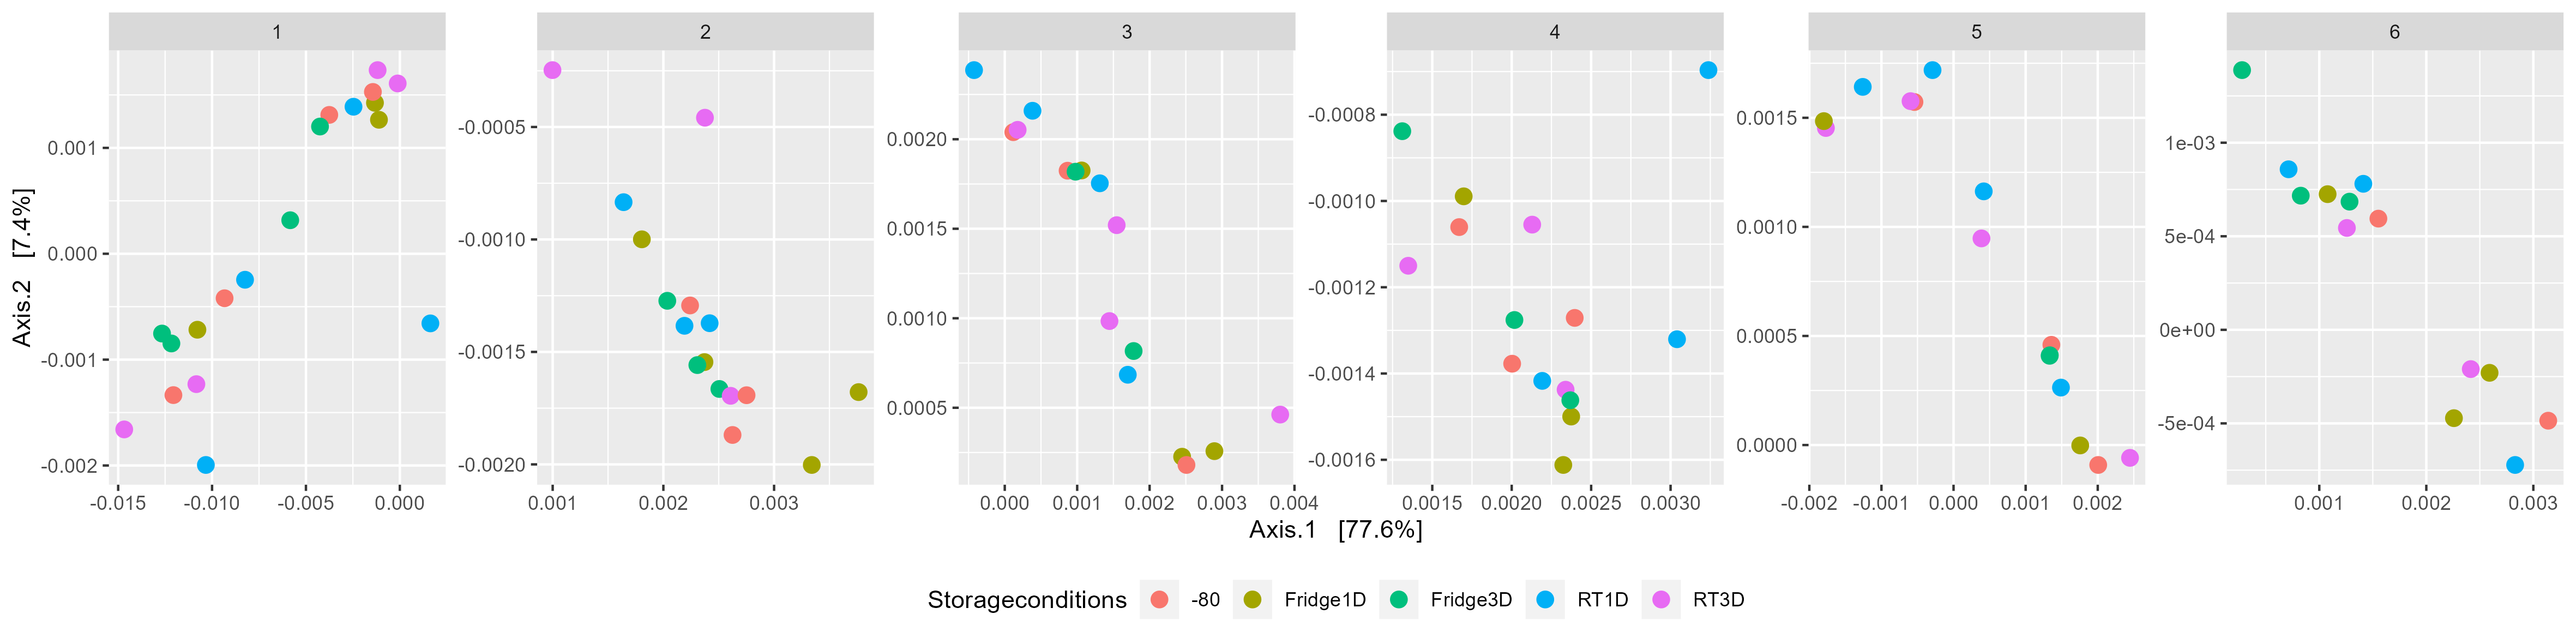 1 2 3 4 5 6
Axis.2 [7.4%]
0.001
0.000
-0.001
-0.002
-0.015 -0.010 -0.005 0.000
-0.0005
-0.0010
-0.0015
-0.0020
0.001 0.002 0.003
0.0020
0.0015
0.0010
0.0005
0.000 0.001 0.002 0.003 0.004
-0.0008
-0.0010
-0.0012
-0.0014
-0.0016
0.0015 0.0020 0.0025 0.0030
0.0015
0.0010
0.0005
0.0000
-0.002 -0.001 0.000 0.001 0.002
1e-03
5e-04
0e+00
-5e-04
0.001 0.002 0.003
Axis.1 [77.6%]
Storageconditions -80 Fridge1D Fridge3D RT1D RT3D